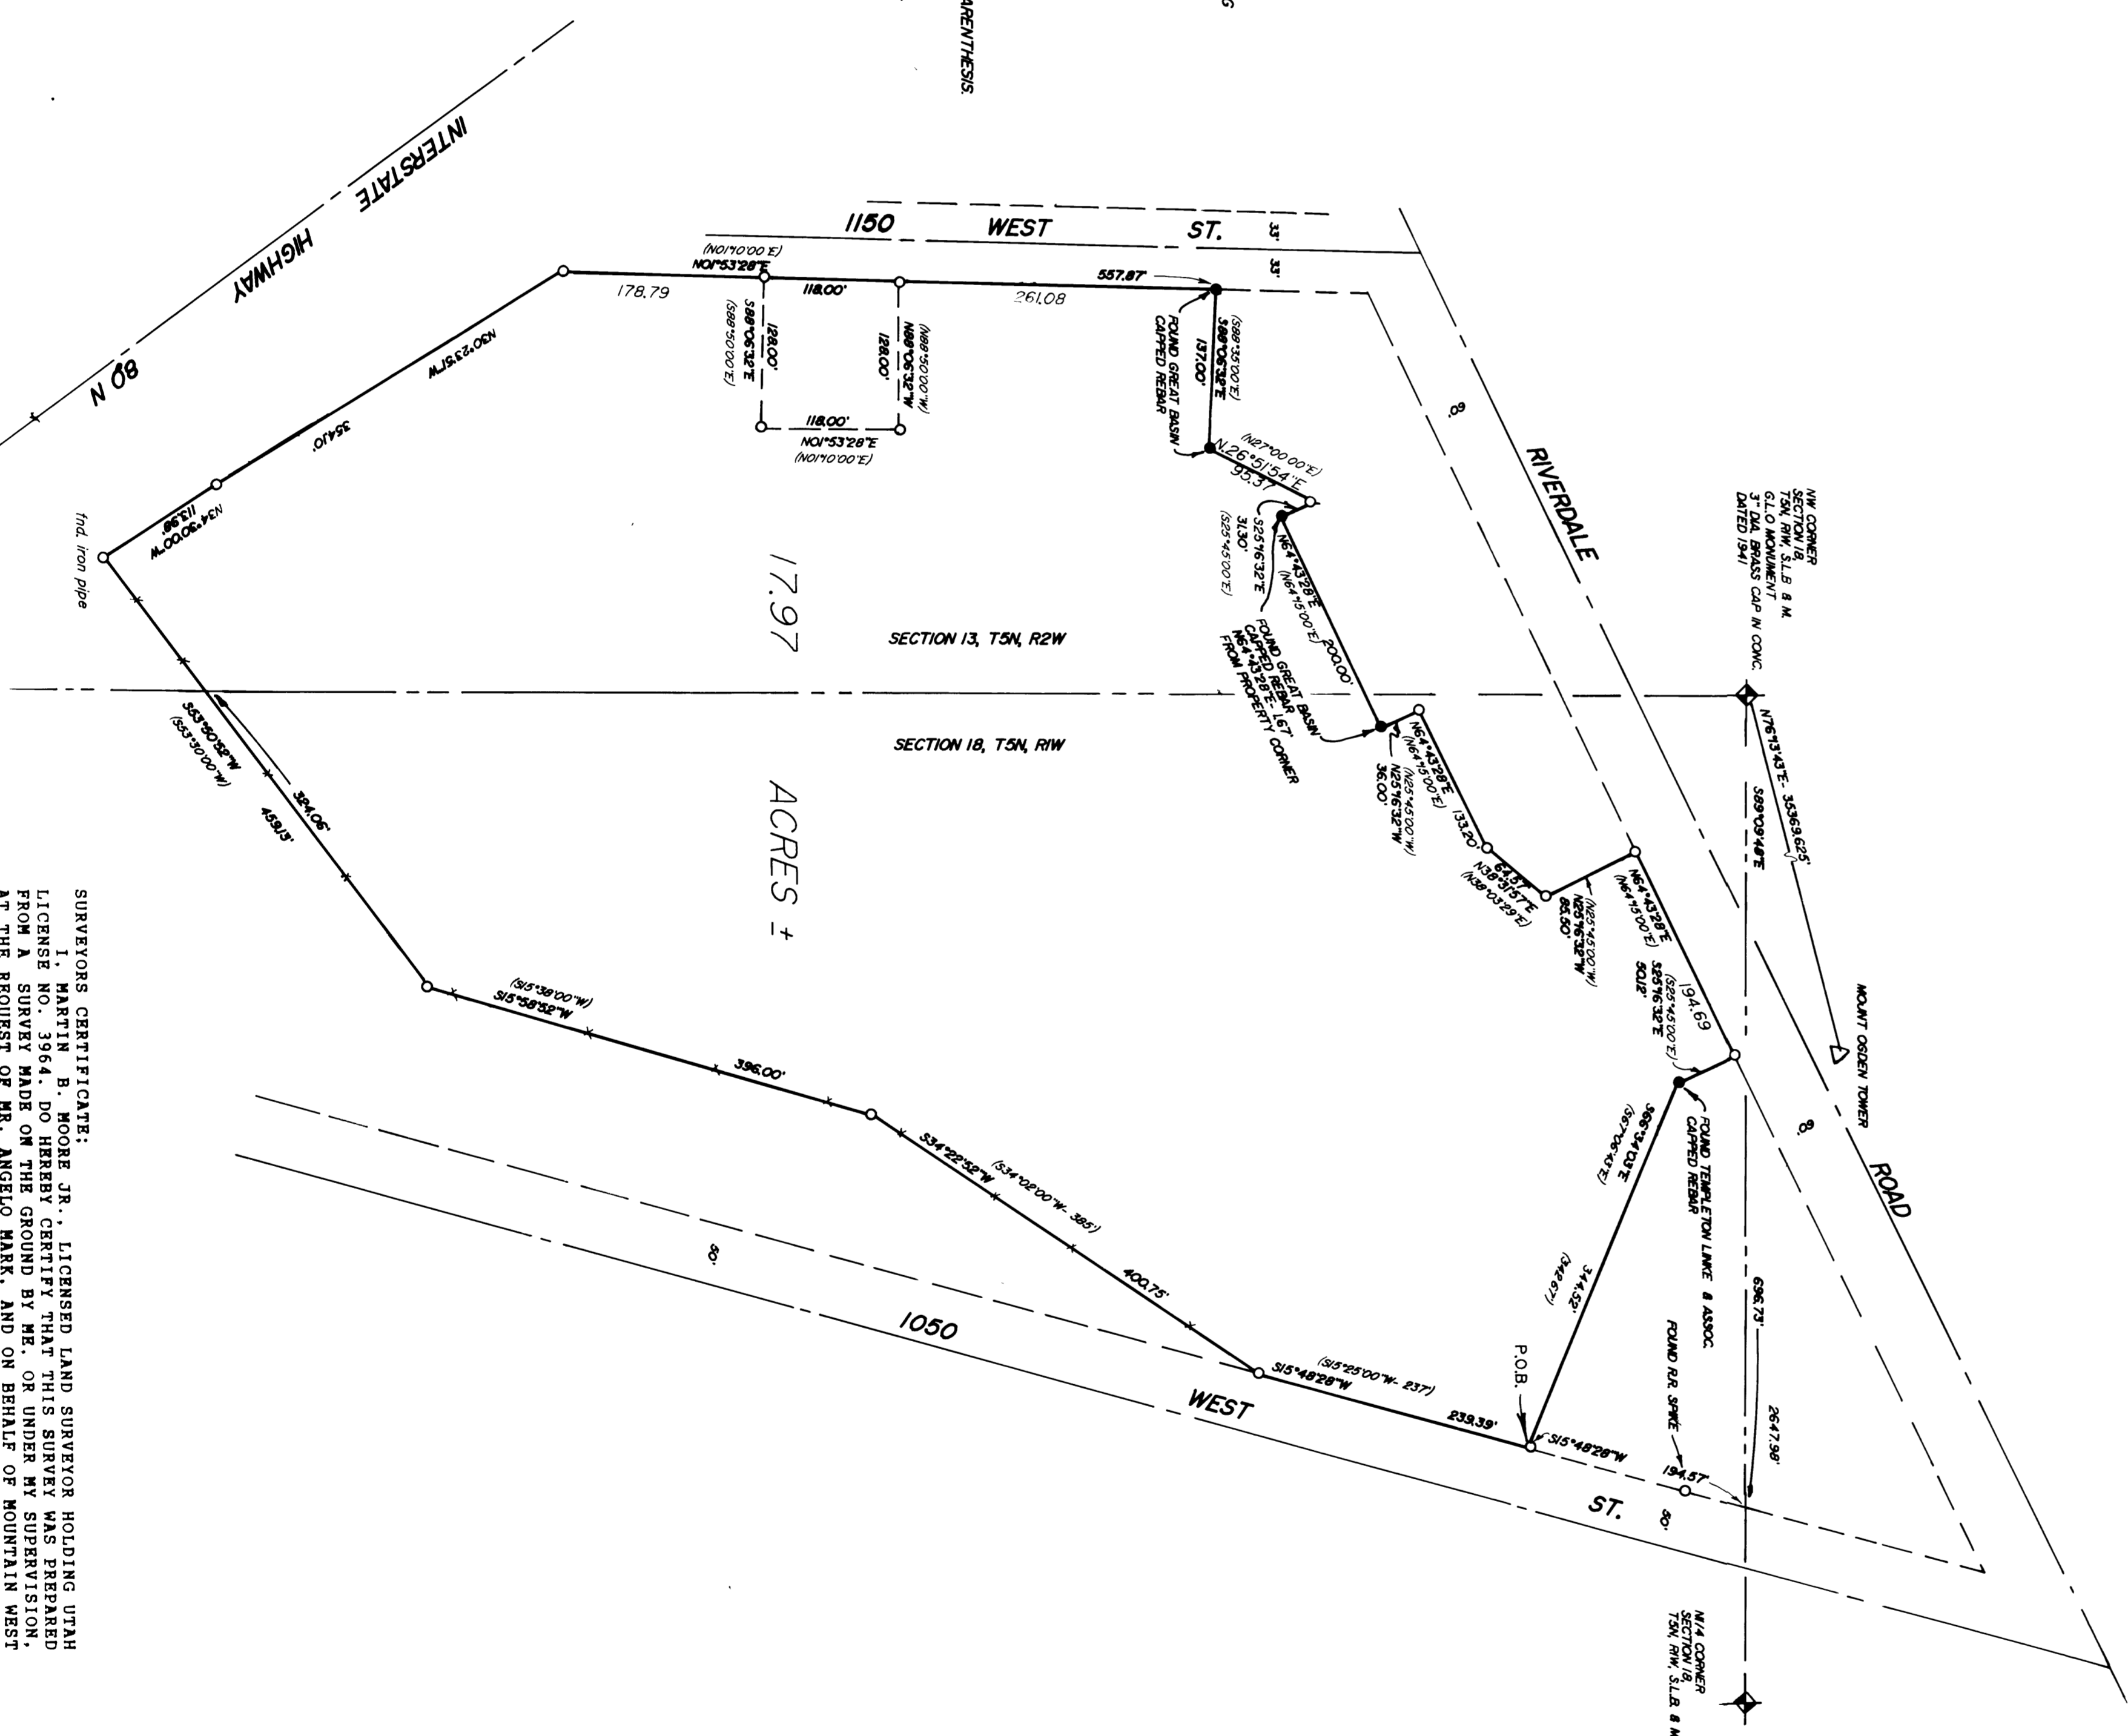 G
ARENTHESIS.
INTERSTATE
HIGHWAY
80 N
1150 WEST ST.
33'
33'
(N01°10'00"E)
N01°53'28"E
178.79
118.00'
261.08
557.87'
S88°06'32"E
(S88°50'00"E)
128.00'
(N88°50'00"W)
N88°06'32"W
128.00'
118.00'
N01°53'28"E
(N01°10'00"E)
(S88°35'00"E)
S88°06'32"E
137.00'
FOUND GREAT BASIN
CAPPED REBAR
(N27°00'00"E)
N.26°51'54"E
95.37
S25°16'32"E
31.30'
(S25°45'00"E)
N64°43'28"E
(N64°15'00"E)
200.00'
FOUND GREAT BASIN
CAPPED REBAR
N64°43'28"E- 1.67'
FROM PROPERTY CORNER
(N25°45'00"W)
N25°16'32"W
36.00'
N64°43'28"E
(N64°15'00"E)
133.20'
64.57'
N38°31'57"E
(N38°03'29"E)
(N25°45'00"W)
N25°16'32"W
85.50'
N64°43'28"E
(N64°15'00"E)
194.69
(S25°45'00"E)
S25°16'32"E
50.12'
RIVERDALE
ROAD
60'
60'
NW CORNER
SECTION 18,
T5N, R1W, S.L.B & M.
G.L.O MONUMENT
3" DIA. BRASS CAP IN CONC.
DATED 1941
N76°13'43"E- 35369.625'
S89°09'48"E
MOUNT OGDEN TOWER
FOUND TEMPLETON LINKE & ASSOC.
CAPPED REBAR
S66°34'03"E
(S67°06'43"E)
344.52'
(342.67')
696.73'
2647.98'
FOUND R.R. SPIKE
P.O.B.
S15°48'28"W
194.57'
N1/4 CORNER
SECTION 18,
T5N, R1W, S.L.B & M
N30°23'51"W
354.10'
N34°30'00"W
113.98'
fnd. iron pipe
17.97 ACRES ±
SECTION 13, T5N, R2W
SECTION 18, T5N, R1W
S53°50'52"W
(S53°30'00"W)
324.06'
459.13'
(S15°38'00"W)
S15°58'52"W
396.00'
S34°22'52"W
(S34°02'00"W- 385')
400.75'
S15°48'28"W
(S15°25'00"W- 237')
239.39'
1050 WEST ST.
50'
50'
SURVEYORS CERTIFICATE;
I, MARTIN B. MOORE JR., LICENSED LAND SURVEYOR HOLDING UTAH
LICENSE NO. 3964. DO HEREBY CERTIFY THAT THIS SURVEY WAS PREPARED
FROM A SURVEY MADE ON THE GROUND BY ME. OR UNDER MY SUPERVISION,
AT THE REQUEST OF MR. ANGELO MARK, AND ON BEHALF OF MOUNTAIN WEST